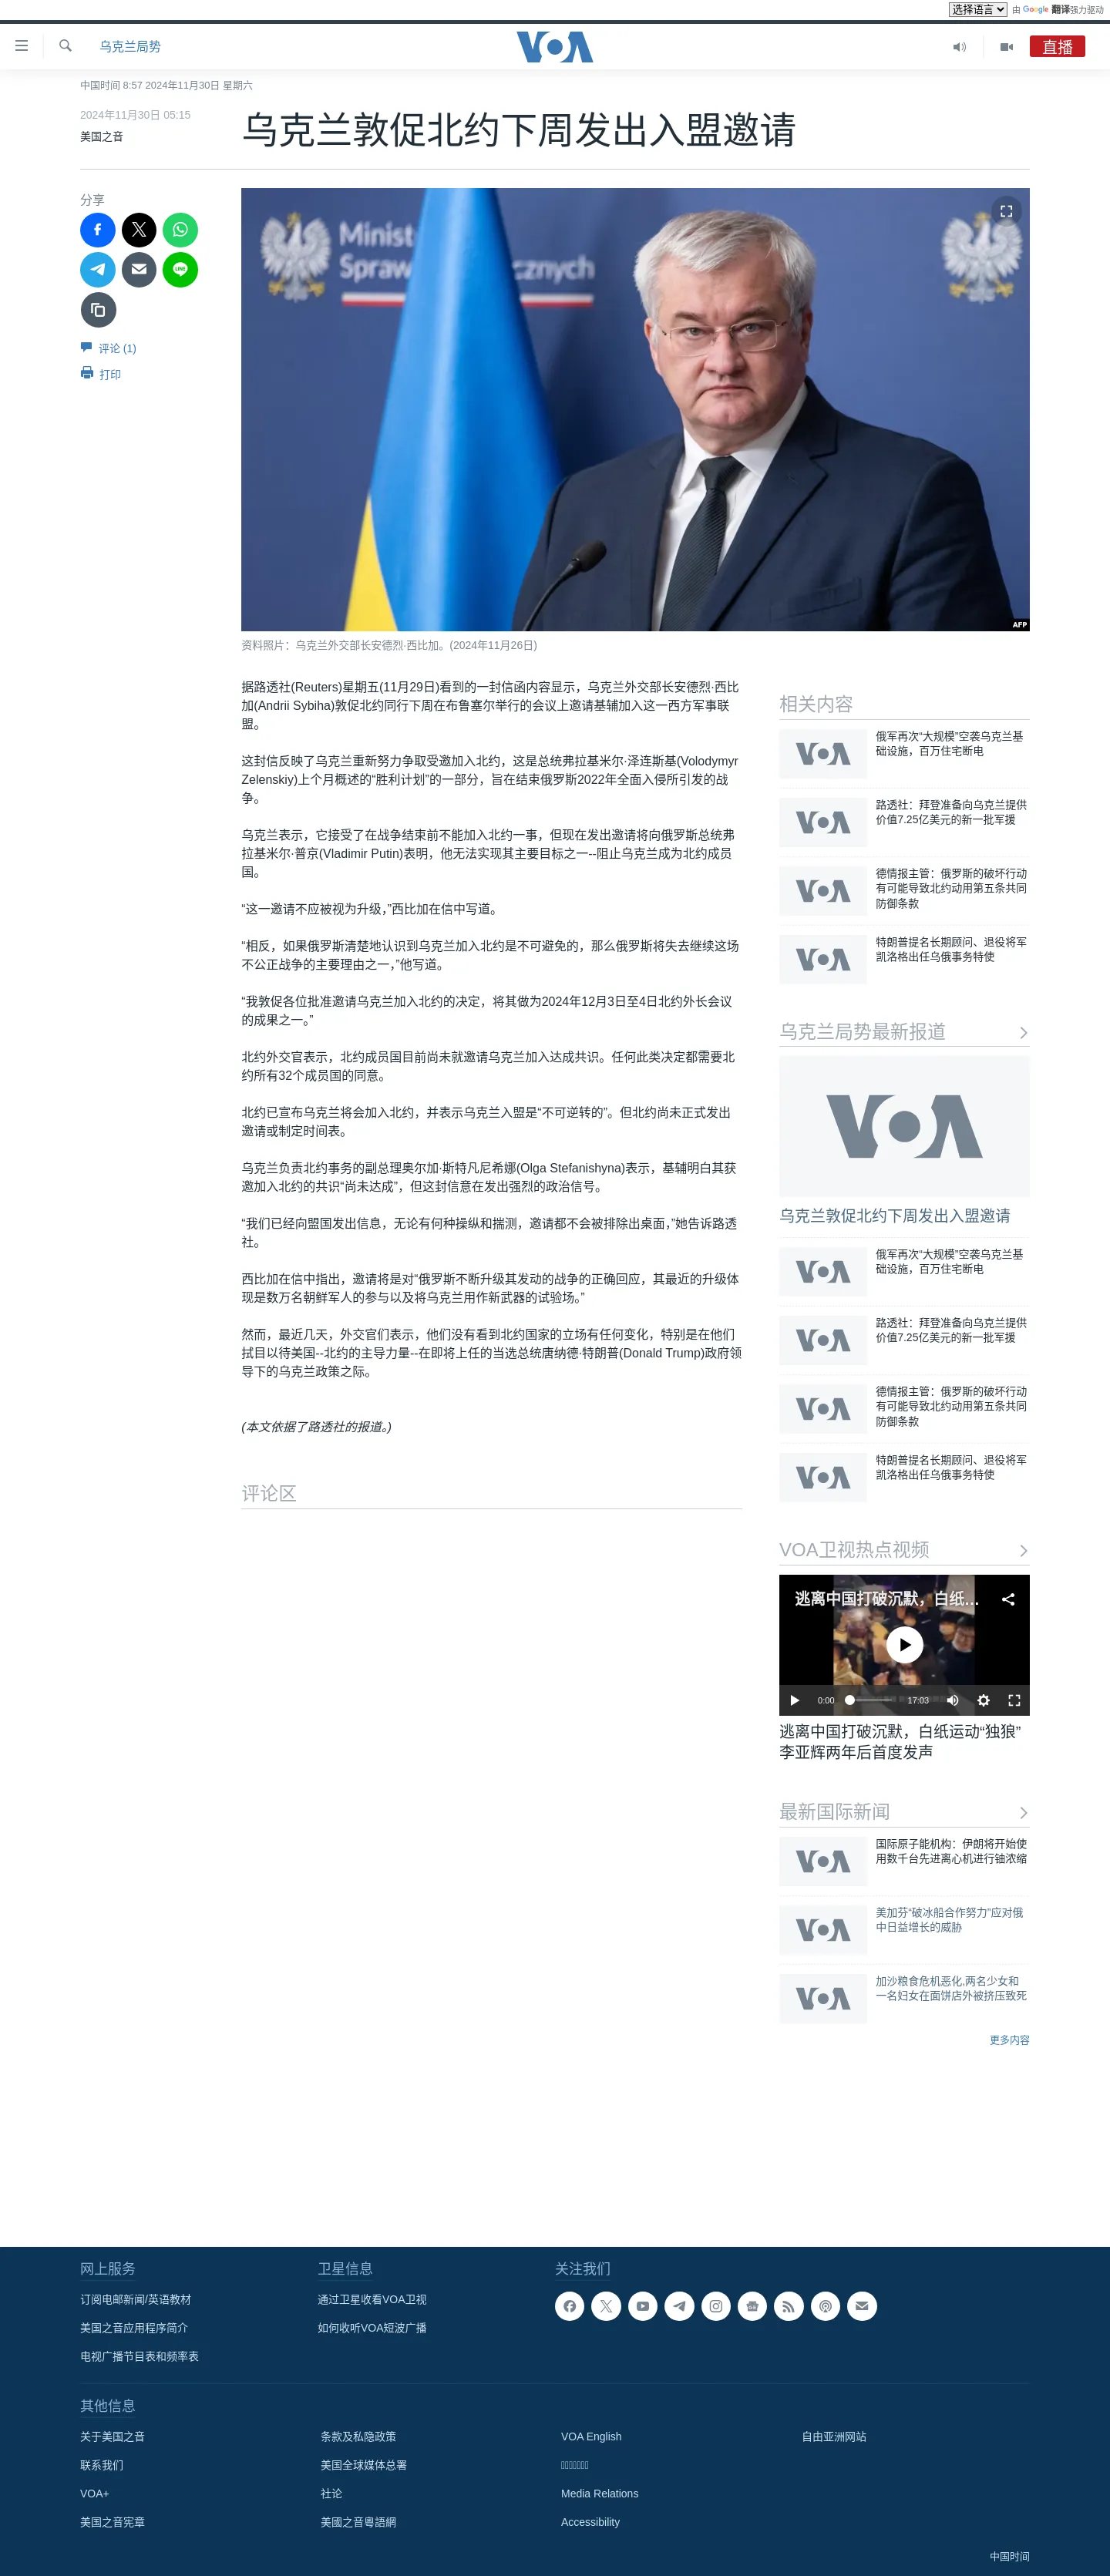 选择语言 由 Google 翻译强力驱动
乌克兰局势
VOA
直播
中国时间 8:57 2024年11月30日 星期六
2024年11月30日 05:15
美国之音
乌克兰敦促北约下周发出入盟邀请
分享
评论 (1)
打印
Minis
Spraw
nicznych
AFP
资料照片：乌克兰外交部长安德烈·西比加。(2024年11月26日)
据路透社(Reuters)星期五(11月29日)看到的一封信函内容显示，乌克兰外交部长安德烈·西比
加(Andrii Sybiha)敦促北约同行下周在布鲁塞尔举行的会议上邀请基辅加入这一西方军事联
盟。
这封信反映了乌克兰重新努力争取受邀加入北约，这是总统弗拉基米尔·泽连斯基(Volodymyr
Zelenskiy)上个月概述的“胜利计划”的一部分，旨在结束俄罗斯2022年全面入侵所引发的战
争。
乌克兰表示，它接受了在战争结束前不能加入北约一事，但现在发出邀请将向俄罗斯总统弗
拉基米尔·普京(Vladimir Putin)表明，他无法实现其主要目标之一--阻止乌克兰成为北约成员
国。
“这一邀请不应被视为升级，”西比加在信中写道。
“相反，如果俄罗斯清楚地认识到乌克兰加入北约是不可避免的，那么俄罗斯将失去继续这场
不公正战争的主要理由之一，”他写道。
“我敦促各位批准邀请乌克兰加入北约的决定，将其做为2024年12月3日至4日北约外长会议
的成果之一。”
北约外交官表示，北约成员国目前尚未就邀请乌克兰加入达成共识。任何此类决定都需要北
约所有32个成员国的同意。
北约已宣布乌克兰将会加入北约，并表示乌克兰入盟是“不可逆转的”。但北约尚未正式发出
邀请或制定时间表。
乌克兰负责北约事务的副总理奥尔加·斯特凡尼希娜(Olga Stefanishyna)表示，基辅明白其获
邀加入北约的共识“尚未达成”，但这封信意在发出强烈的政治信号。
“我们已经向盟国发出信息，无论有何种操纵和揣测，邀请都不会被排除出桌面，”她告诉路透
社。
西比加在信中指出，邀请将是对“俄罗斯不断升级其发动的战争的正确回应，其最近的升级体
现是数万名朝鲜军人的参与以及将乌克兰用作新武器的试验场。”
然而，最近几天，外交官们表示，他们没有看到北约国家的立场有任何变化，特别是在他们
拭目以待美国--北约的主导力量--在即将上任的当选总统唐纳德·特朗普(Donald Trump)政府领
导下的乌克兰政策之际。
(本文依据了路透社的报道。)
评论区
相关内容
VOA
俄军再次“大规模”空袭乌克兰基
础设施，百万住宅断电
VOA
路透社：拜登准备向乌克兰提供
价值7.25亿美元的新一批军援
VOA
德情报主管：俄罗斯的破坏行动
有可能导致北约动用第五条共同
防御条款
VOA
特朗普提名长期顾问、退役将军
凯洛格出任乌俄事务特使
乌克兰局势最新报道
VOA
乌克兰敦促北约下周发出入盟邀请
VOA
俄军再次“大规模”空袭乌克兰基
础设施，百万住宅断电
VOA
路透社：拜登准备向乌克兰提供
价值7.25亿美元的新一批军援
VOA
德情报主管：俄罗斯的破坏行动
有可能导致北约动用第五条共同
防御条款
VOA
特朗普提名长期顾问、退役将军
凯洛格出任乌俄事务特使
VOA卫视热点视频
逃离中国打破沉默，白纸...
0:00 17:03
逃离中国打破沉默，白纸运动“独狼”
李亚辉两年后首度发声
最新国际新闻
VOA
国际原子能机构：伊朗将开始使
用数千台先进离心机进行铀浓缩
VOA
美加芬“破冰船合作努力”应对俄
中日益增长的威胁
VOA
加沙粮食危机恶化,两名少女和
一名妇女在面饼店外被挤压致死
更多内容
网上服务
订阅电邮新闻/英语教材
美国之音应用程序简介
电视广播节目表和频率表
卫星信息
通过卫星收看VOA卫视
如何收听VOA短波广播
关注我们
其他信息
关于美国之音
联系我们
VOA+
美国之音宪章
条款及私隐政策
美国全球媒体总署
社论
美國之音粵語網
VOA English
Media Relations
Accessibility
自由亚洲网站
中国时间